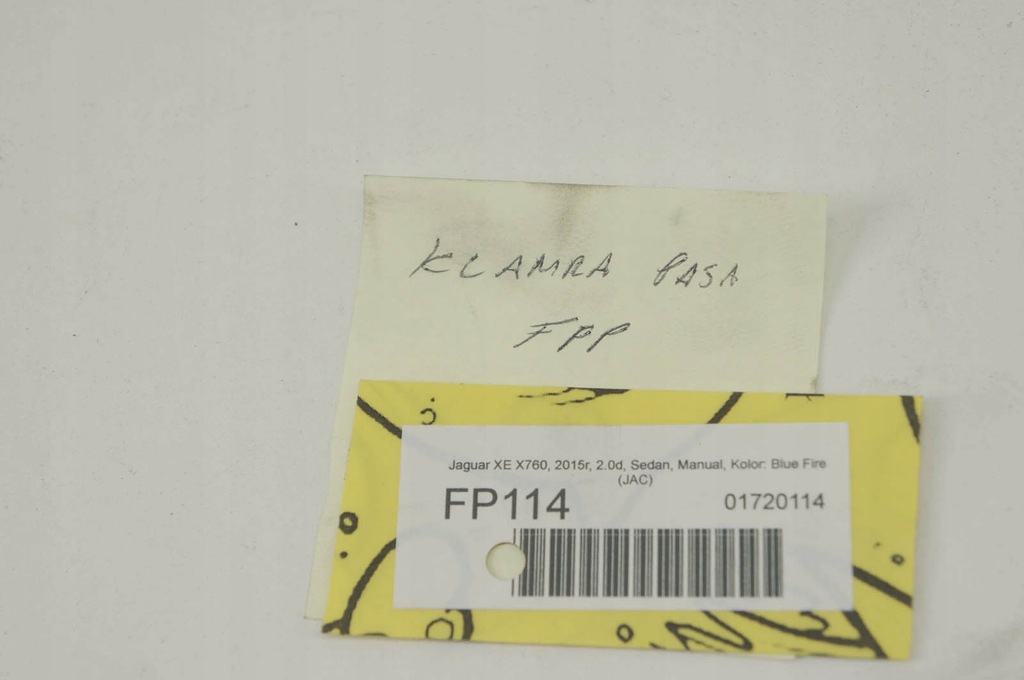 KLAMRA PASA
FPP
Jaguar XE X760, 2015r, 2.0d, Sedan, Manual, Kolor: Blue Fire
(JAC)
FP114 01720114